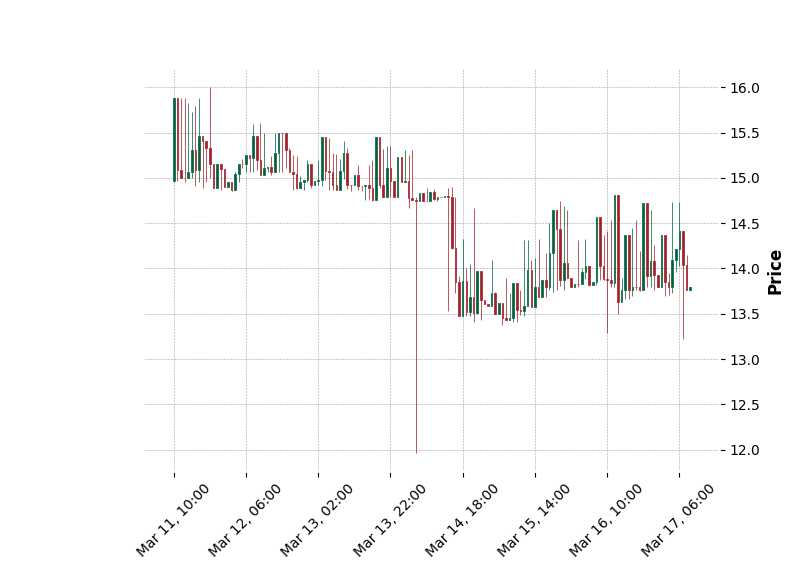 16.0
15.5
15.0
14.5
14.0
13.5
13.0
12.5
12.0
Price
Mar 11, 10:00
Mar 12, 06:00
Mar 13, 02:00
Mar 13, 22:00
Mar 14, 18:00
Mar 15, 14:00
Mar 16, 10:00
Mar 17, 06:00